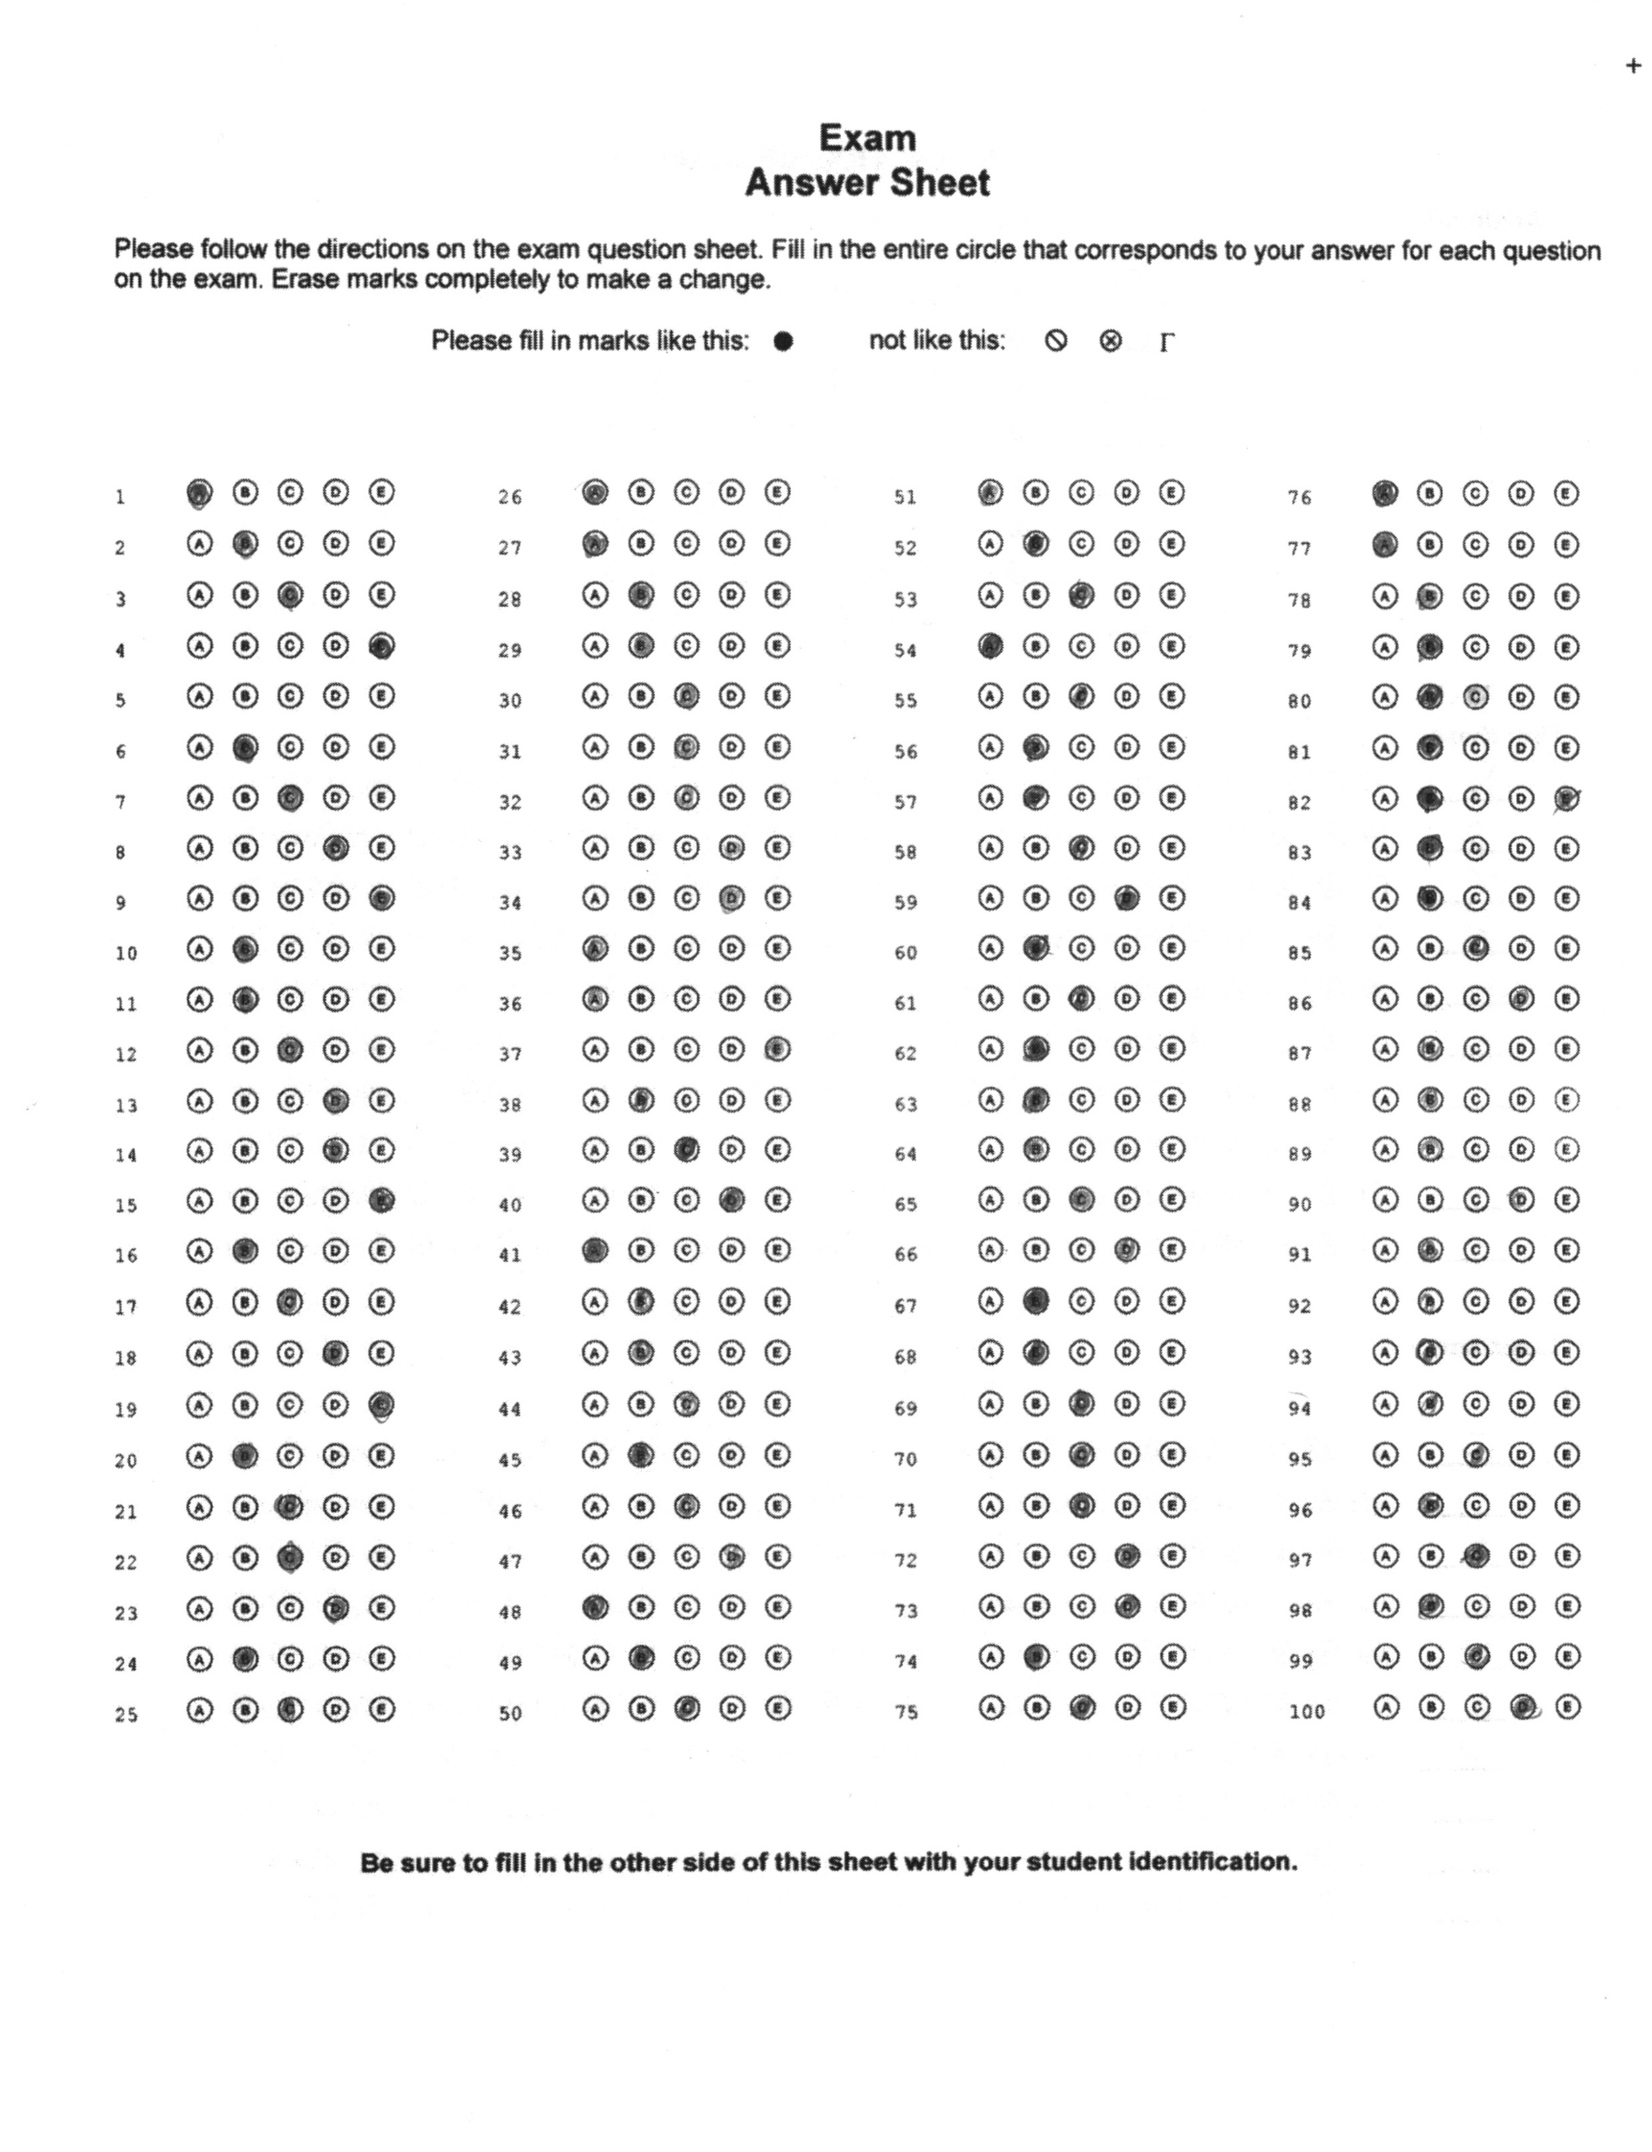 +
Exam
Answer Sheet
Please follow the directions on the exam question sheet. Fill in the entire circle that corresponds to your answer for each question
on the exam. Erase marks completely to make a change.
Please fill in marks like this: ● not like this: ⦸ ⊗ Γ
1 A B C D E 26 A B C D E 51 A B C D E 76 A B C D E
2 A B C D E 27 A B C D E 52 A B C D E 77 A B C D E
3 A B C D E 28 A B C D E 53 A B C D E 78 A B C D E
4 A B C D E 29 A B C D E 54 A B C D E 79 A B C D E
5 A B C D E 30 A B C D E 55 A B C D E 80 A B C D E
6 A B C D E 31 A B C D E 56 A B C D E 81 A B C D E
7 A B C D E 32 A B C D E 57 A B C D E 82 A B C D E
8 A B C D E 33 A B C D E 58 A B C D E 83 A B C D E
9 A B C D E 34 A B C D E 59 A B C D E 84 A B C D E
10 A B C D E 35 A B C D E 60 A B C D E 85 A B C D E
11 A B C D E 36 A B C D E 61 A B C D E 86 A B C D E
12 A B C D E 37 A B C D E 62 A B C D E 87 A B C D E
13 A B C D E 38 A B C D E 63 A B C D E 88 A B C D E
14 A B C D E 39 A B C D E 64 A B C D E 89 A B C D E
15 A B C D E 40 A B C D E 65 A B C D E 90 A B C D E
16 A B C D E 41 A B C D E 66 A B C D E 91 A B C D E
17 A B C D E 42 A B C D E 67 A B C D E 92 A B C D E
18 A B C D E 43 A B C D E 68 A B C D E 93 A B C D E
19 A B C D E 44 A B C D E 69 A B C D E 94 A B C D E
20 A B C D E 45 A B C D E 70 A B C D E 95 A B C D E
21 A B C D E 46 A B C D E 71 A B C D E 96 A B C D E
22 A B C D E 47 A B C D E 72 A B C D E 97 A B C D E
23 A B C D E 48 A B C D E 73 A B C D E 98 A B C D E
24 A B C D E 49 A B C D E 74 A B C D E 99 A B C D E
25 A B C D E 50 A B C D E 75 A B C D E 100 A B C D E
Be sure to fill in the other side of this sheet with your student identification.